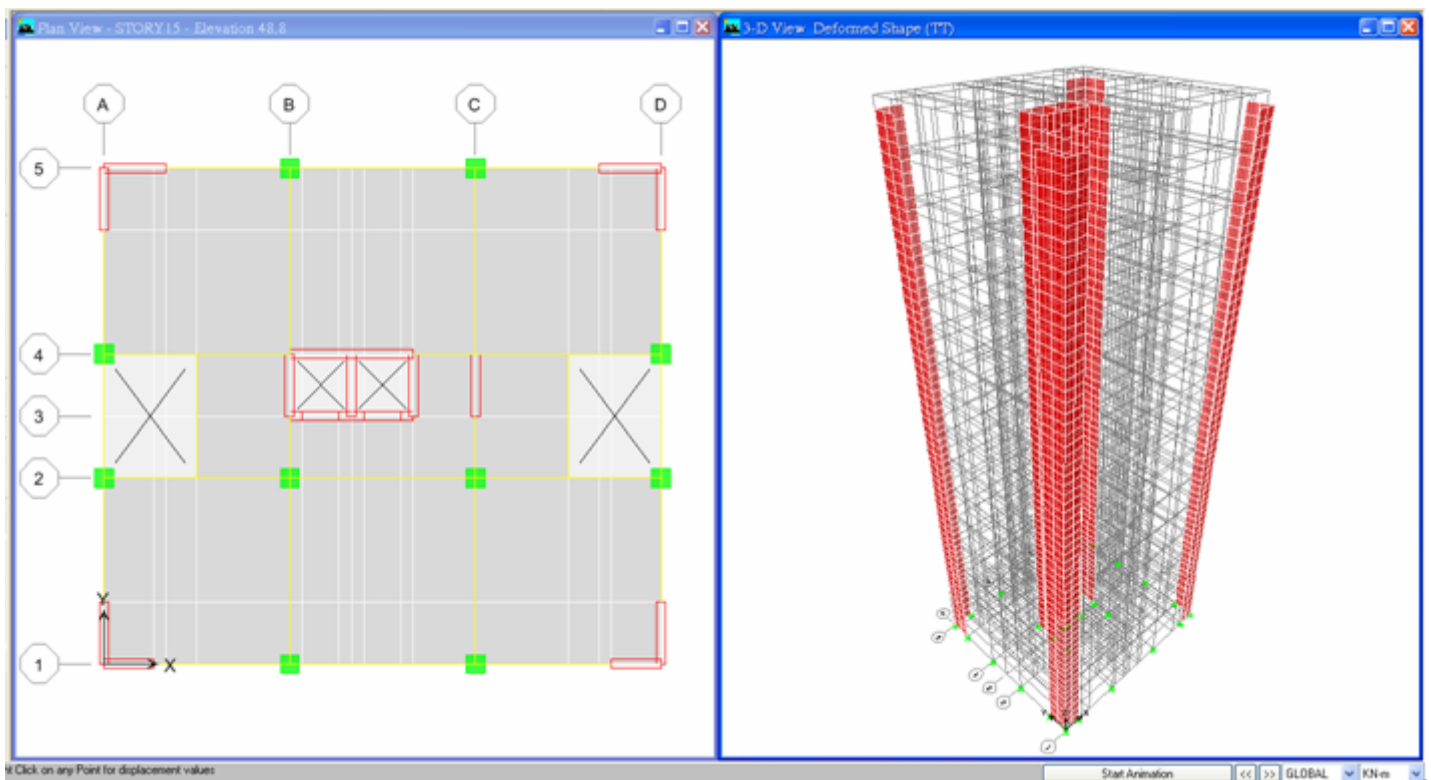 Plan View - STORY15 - Elevation 48.8
A B C D
5
4
3
2
1
Y
X
3-D View Deformed Shape (TT)
nt Click on any Point for displacement values
Start Animation << >> GLOBAL KN-m